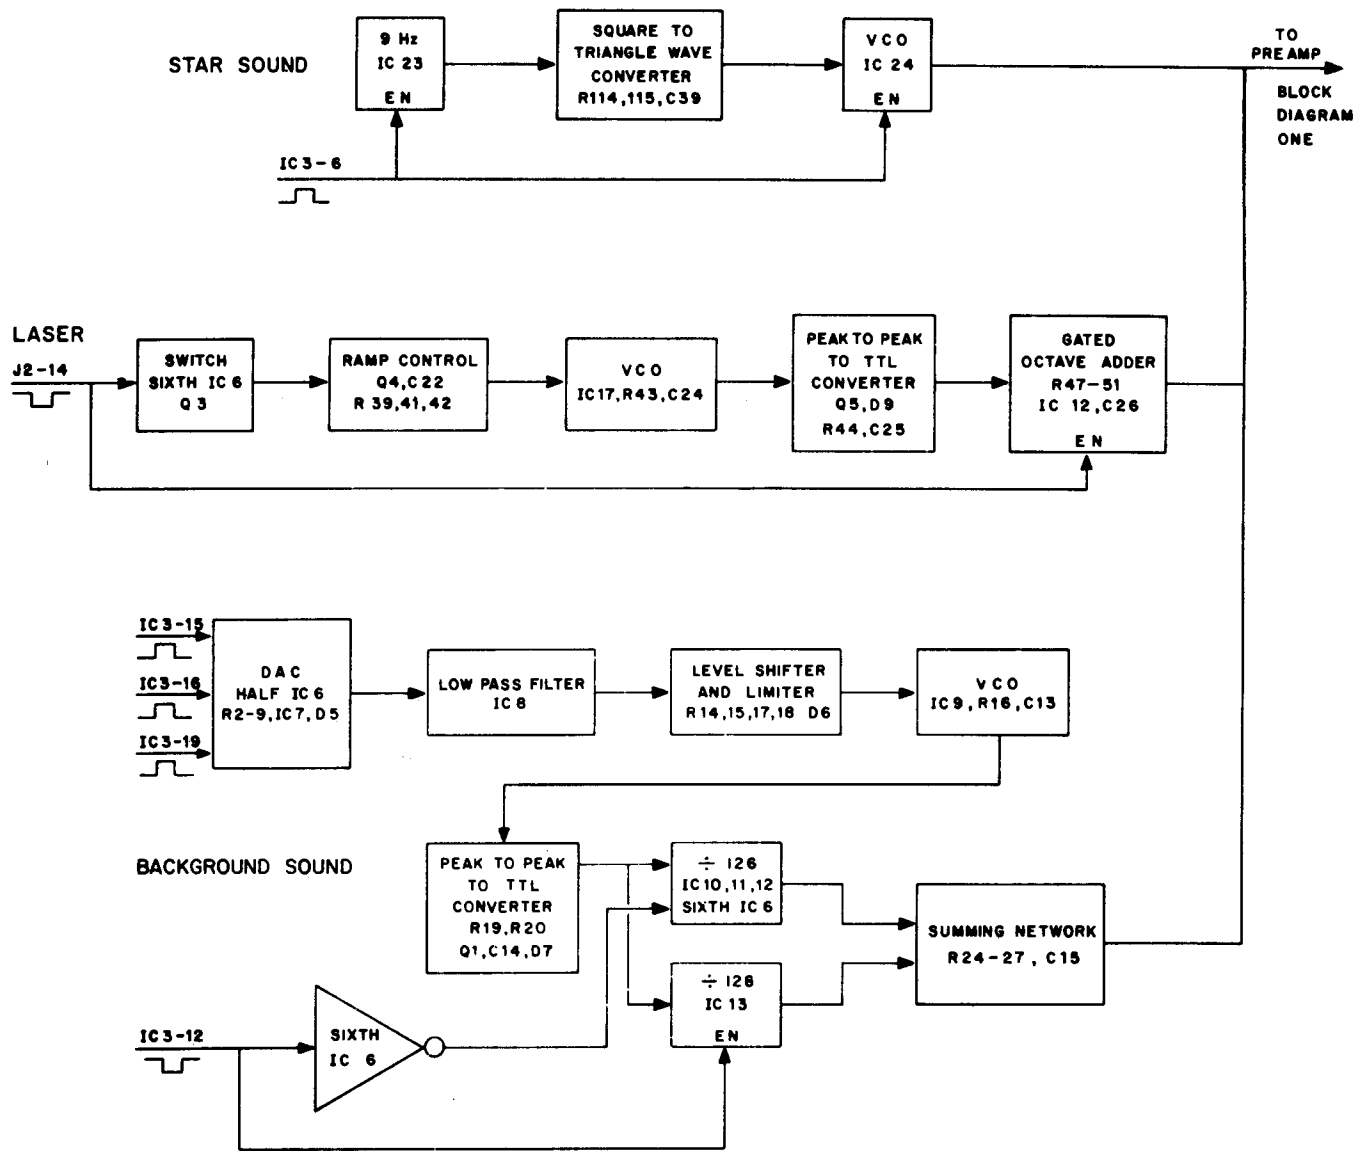 STAR SOUND
9 Hz
IC 23
EN
SQUARE TO
TRIANGLE WAVE
CONVERTER
R114,115,C39
VCO
IC 24
EN
TO
PREAMP
BLOCK
DIAGRAM
ONE
IC3-6
LASER
J2-14
SWITCH
SIXTH IC 6
Q3
RAMP CONTROL
Q4,C22
R 39,41,42
VCO
IC17,R43,C24
PEAK TO PEAK
TO TTL
CONVERTER
Q5,D9
R44,C25
GATED
OCTAVE ADDER
R47-51
IC 12,C26
EN
IC3-15
IC3-16
IC3-19
DAC
HALF IC6
R2-9,IC7,D5
LOW PASS FILTER
IC8
LEVEL SHIFTER
AND LIMITER
R14,15,17,18 D6
VCO
IC9,R16,C13
BACKGROUND SOUND
PEAK TO PEAK
TO TTL
CONVERTER
R19,R20
Q1,C14,D7
÷ 126
IC10,11,12
SIXTH IC 6
÷ 128
IC 13
EN
SUMMING NETWORK
R24-27, C15
IC3-12
SIXTH
IC 6